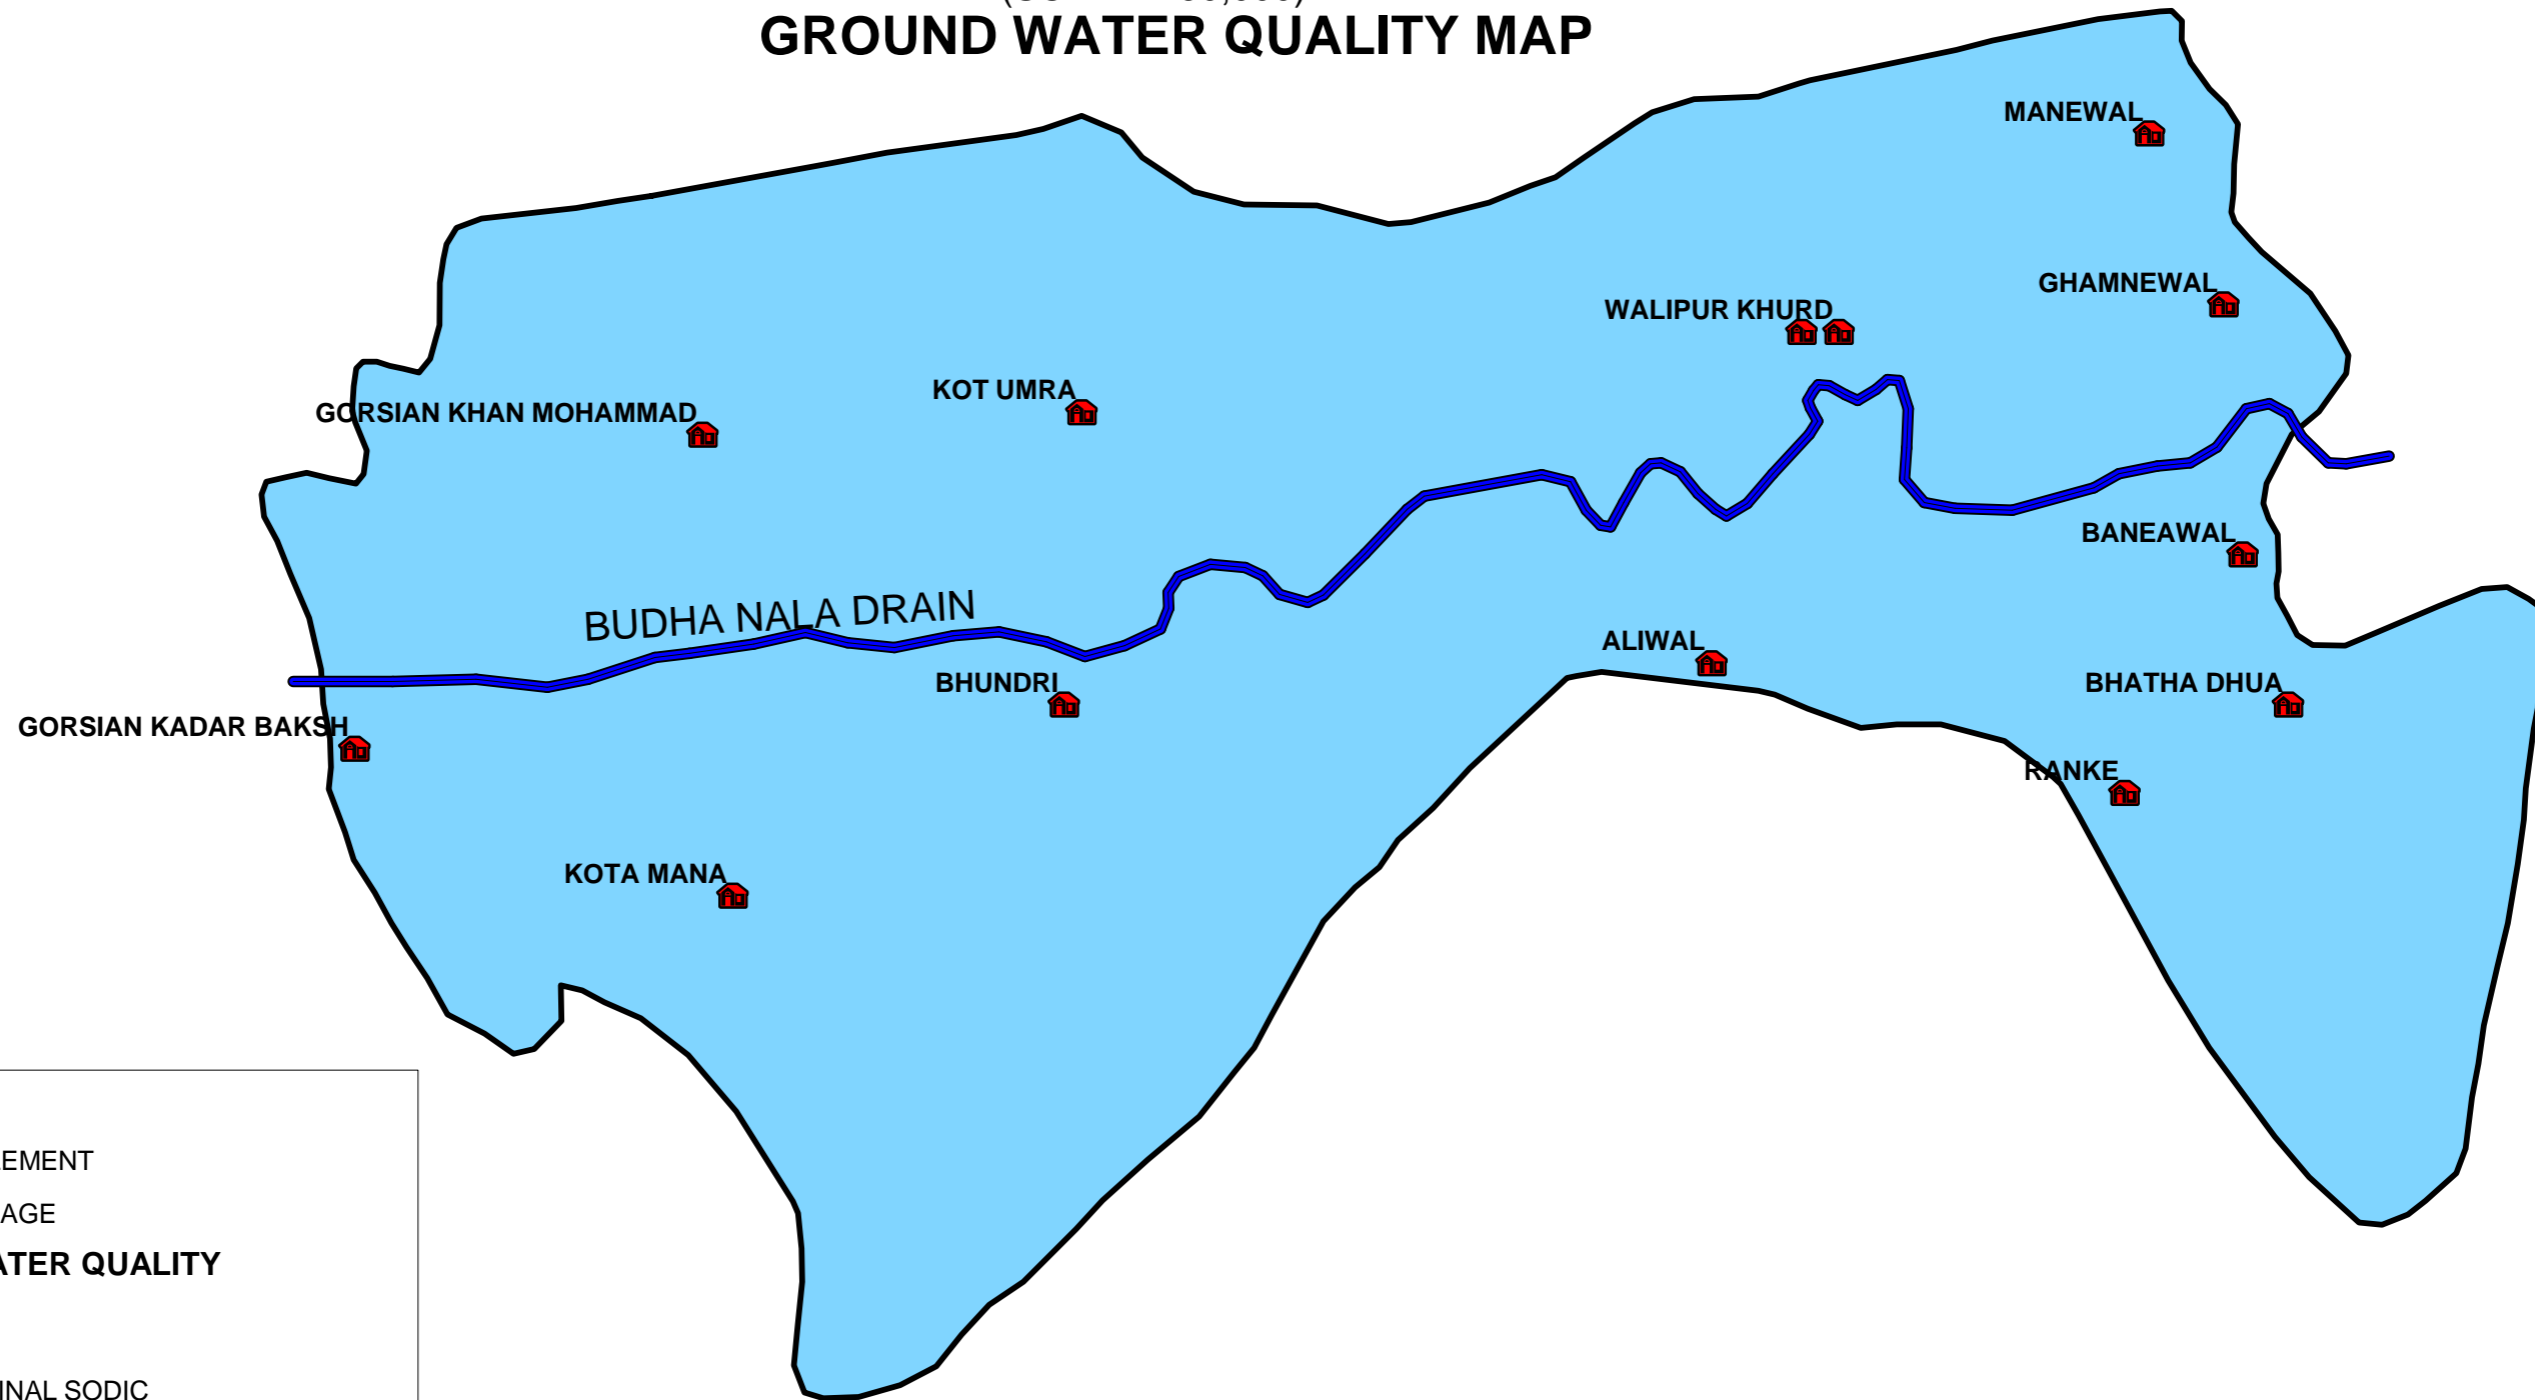 GROUND WATER QUALITY MAP
MANEWAL
GHAMNEWAL
WALIPUR KHURD
KOT UMRA
GORSIAN KHAN MOHAMMAD
BANEAWAL
BUDHA NALA DRAIN
ALIWAL
BHUNDRI
BHATHA DHUA
GORSIAN KADAR BAKSH
RANKE
KOTA MANA
LEMENT
AGE
ATER QUALITY
INAL SODIC